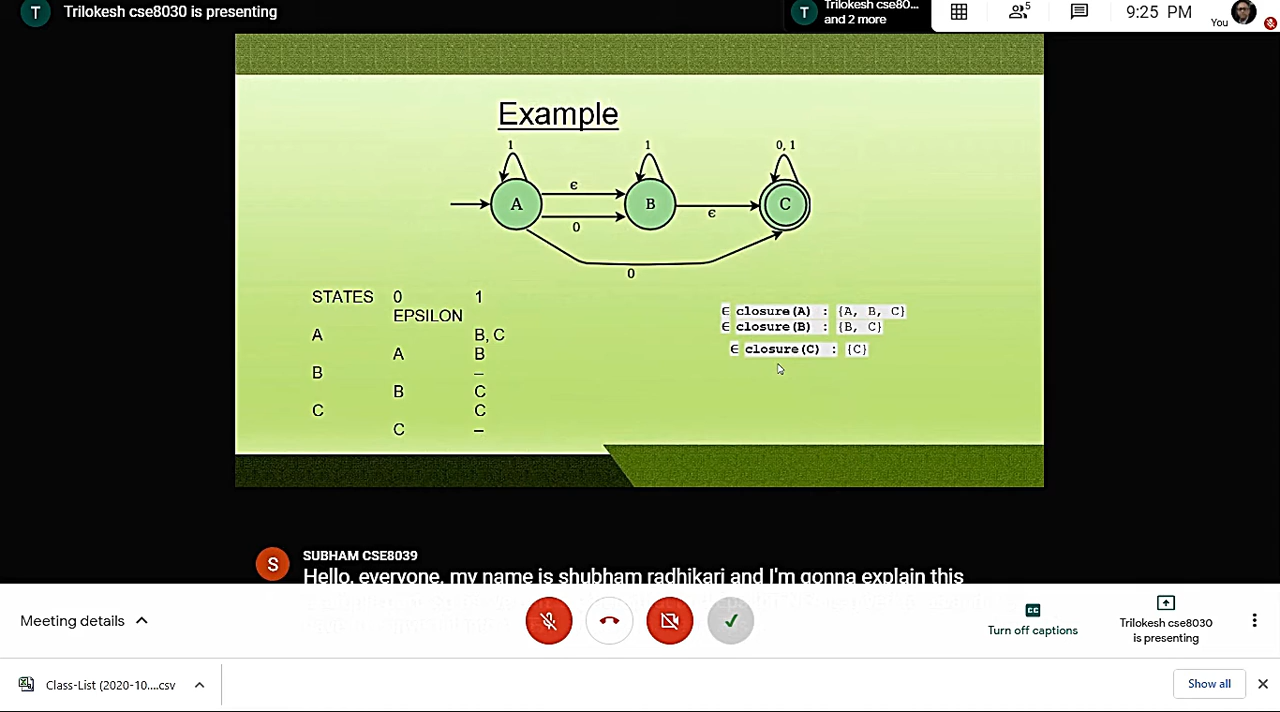 T Trilokesh cse8030 is presenting
T Trilokesh cse80...
and 2 more
5
9:25 PM
You
Example
1 1 0, 1
ϵ
A B C
ϵ
0
0
STATES 0 1
EPSILON
A B, C
A B
B –
B C
C C
C –
∈ closure(A) : {A, B, C}
∈ closure(B) : {B, C}
∈ closure(C) : {C}
S SUBHAM CSE8039
Hello, everyone, my name is shubham radhikari and I'm gonna explain this
Meeting details
Turn off captions
Trilokesh cse8030
is presenting
Class-List (2020-10....csv
Show all